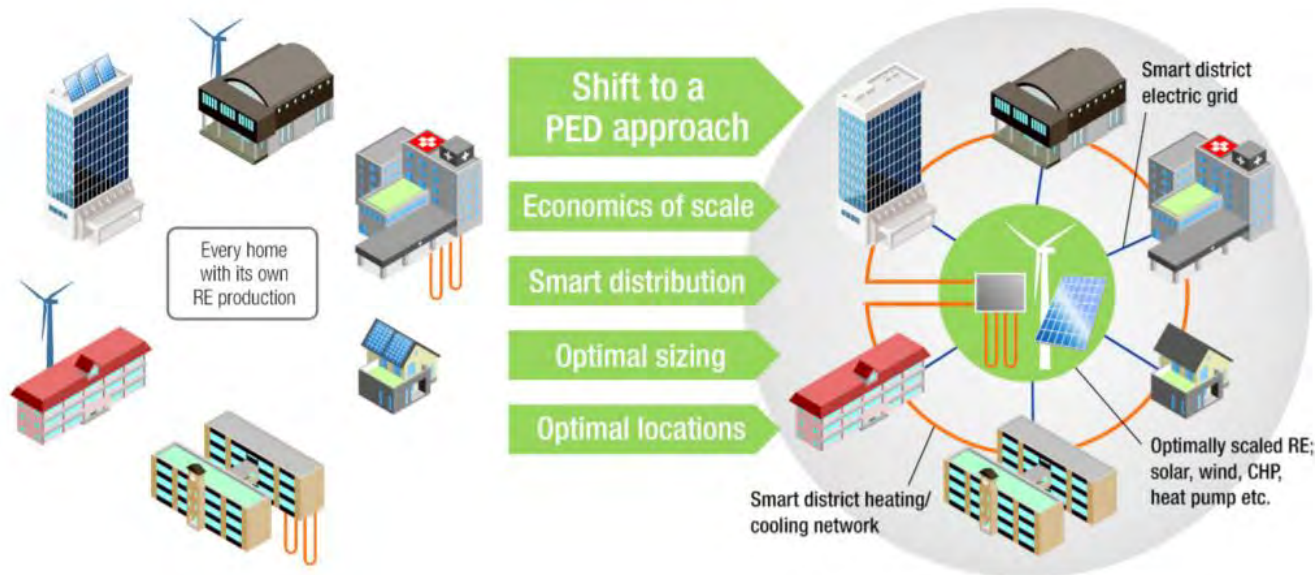 Every home
with its own
RE production
Shift to a
PED approach
Economics of scale
Smart distribution
Optimal sizing
Optimal locations
Smart district
electric grid
Optimally scaled RE;
solar, wind, CHP,
heat pump etc.
Smart district heating/
cooling network